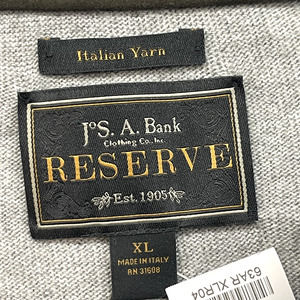 Italian Yarn
JoS. A. Bank
Clothing Co., Inc.
RESERVE
Est. 1905
XL
MADE IN ITALY
RN 31608
63AR XLR04